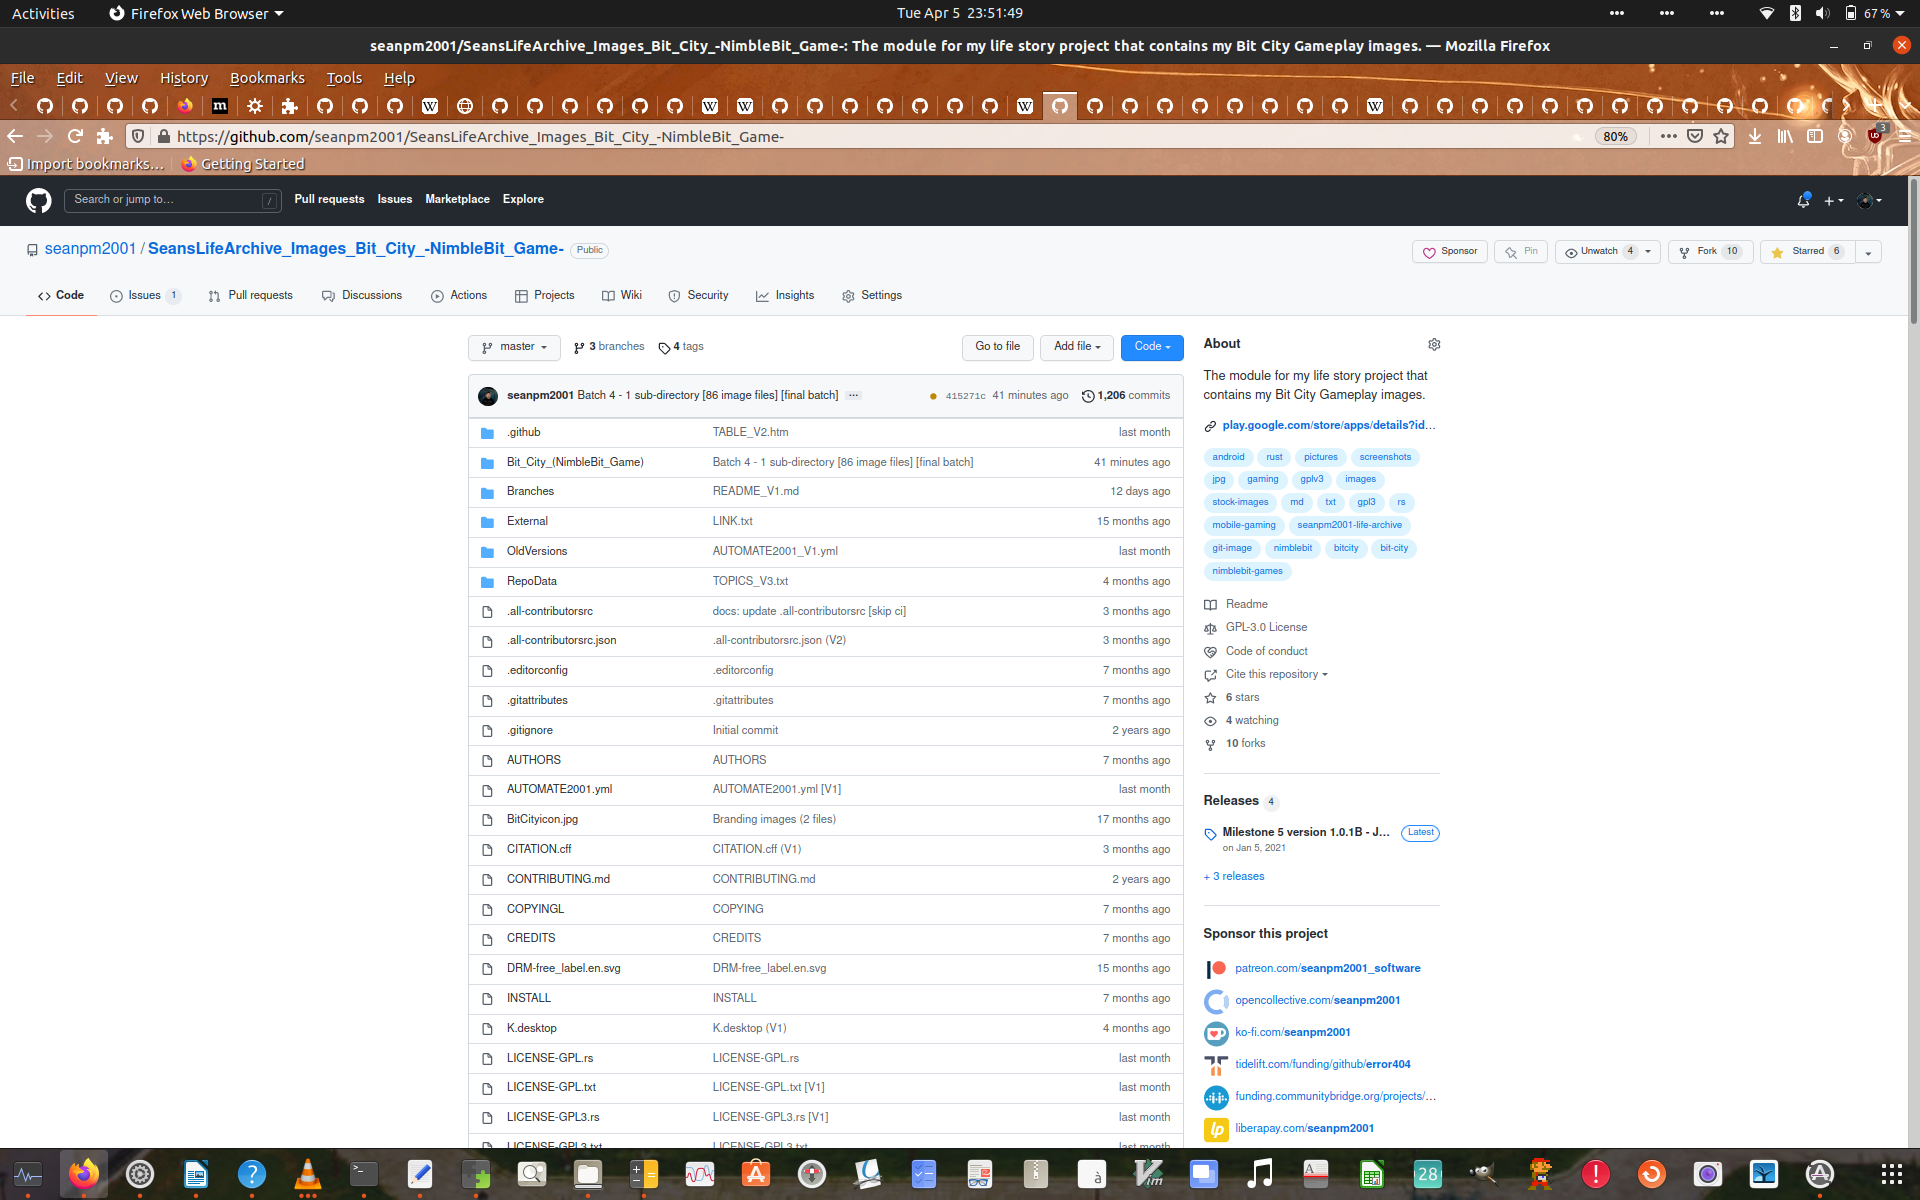 Activities
Firefox Web Browser
Tue Apr 5 23:51:49
67 %
seanpm2001/SeansLifeArchive_Images_Bit_City_-NimbleBit_Game-: The module for my life story project that contains my Bit City Gameplay images. — Mozilla Firefox
File Edit View History Bookmarks Tools Help
https://github.com/seanpm2001/SeansLifeArchive_Images_Bit_City_-NimbleBit_Game-
80%
3
Import bookmarks…
Getting Started
Search or jump to…
/
Pull requests Issues Marketplace Explore
seanpm2001 / SeansLifeArchive_Images_Bit_City_-NimbleBit_Game- Public
Sponsor Pin Unwatch 4 Fork 10 Starred 6
Code Issues 1 Pull requests Discussions Actions Projects Wiki Security Insights Settings
master 3 branches 4 tags Go to file Add file Code
seanpm2001 Batch 4 - 1 sub-directory [86 image files] [final batch] ... 415271c 41 minutes ago 1,206 commits
.github TABLE_V2.htm last month
Bit_City_(NimbleBit_Game) Batch 4 - 1 sub-directory [86 image files] [final batch] 41 minutes ago
Branches README_V1.md 12 days ago
External LINK.txt 15 months ago
OldVersions AUTOMATE2001_V1.yml last month
RepoData TOPICS_V3.txt 4 months ago
.all-contributorsrc docs: update .all-contributorsrc [skip ci] 3 months ago
.all-contributorsrc.json .all-contributorsrc.json (V2) 3 months ago
.editorconfig .editorconfig 7 months ago
.gitattributes .gitattributes 7 months ago
.gitignore Initial commit 2 years ago
AUTHORS AUTHORS 7 months ago
AUTOMATE2001.yml AUTOMATE2001.yml [V1] last month
BitCityicon.jpg Branding images (2 files) 17 months ago
CITATION.cff CITATION.cff (V1) 3 months ago
CONTRIBUTING.md CONTRIBUTING.md 2 years ago
COPYINGL COPYING 7 months ago
CREDITS CREDITS 7 months ago
DRM-free_label.en.svg DRM-free_label.en.svg 15 months ago
INSTALL INSTALL 7 months ago
K.desktop K.desktop (V1) 4 months ago
LICENSE-GPL.rs LICENSE-GPL.rs last month
LICENSE-GPL.txt LICENSE-GPL.txt [V1] last month
LICENSE-GPL3.rs LICENSE-GPL3.rs [V1] last month
LICENSE-GPL3.txt LICENSE-GPL3.txt last month
About
The module for my life story project that
contains my Bit City Gameplay images.
play.google.com/store/apps/details?id…
android rust pictures screenshots
jpg gaming gplv3 images
stock-images md txt gpl3 rs
mobile-gaming seanpm2001-life-archive
git-image nimblebit bitcity bit-city
nimblebit-games
Readme
GPL-3.0 License
Code of conduct
Cite this repository
6 stars
4 watching
10 forks
Releases 4
Milestone 5 version 1.0.1B - J… Latest
on Jan 5, 2021
+ 3 releases
Sponsor this project
patreon.com/seanpm2001_software
opencollective.com/seanpm2001
ko-fi.com/seanpm2001
tidelift.com/funding/github/error404
funding.communitybridge.org/projects/…
liberapay.com/seanpm2001
28